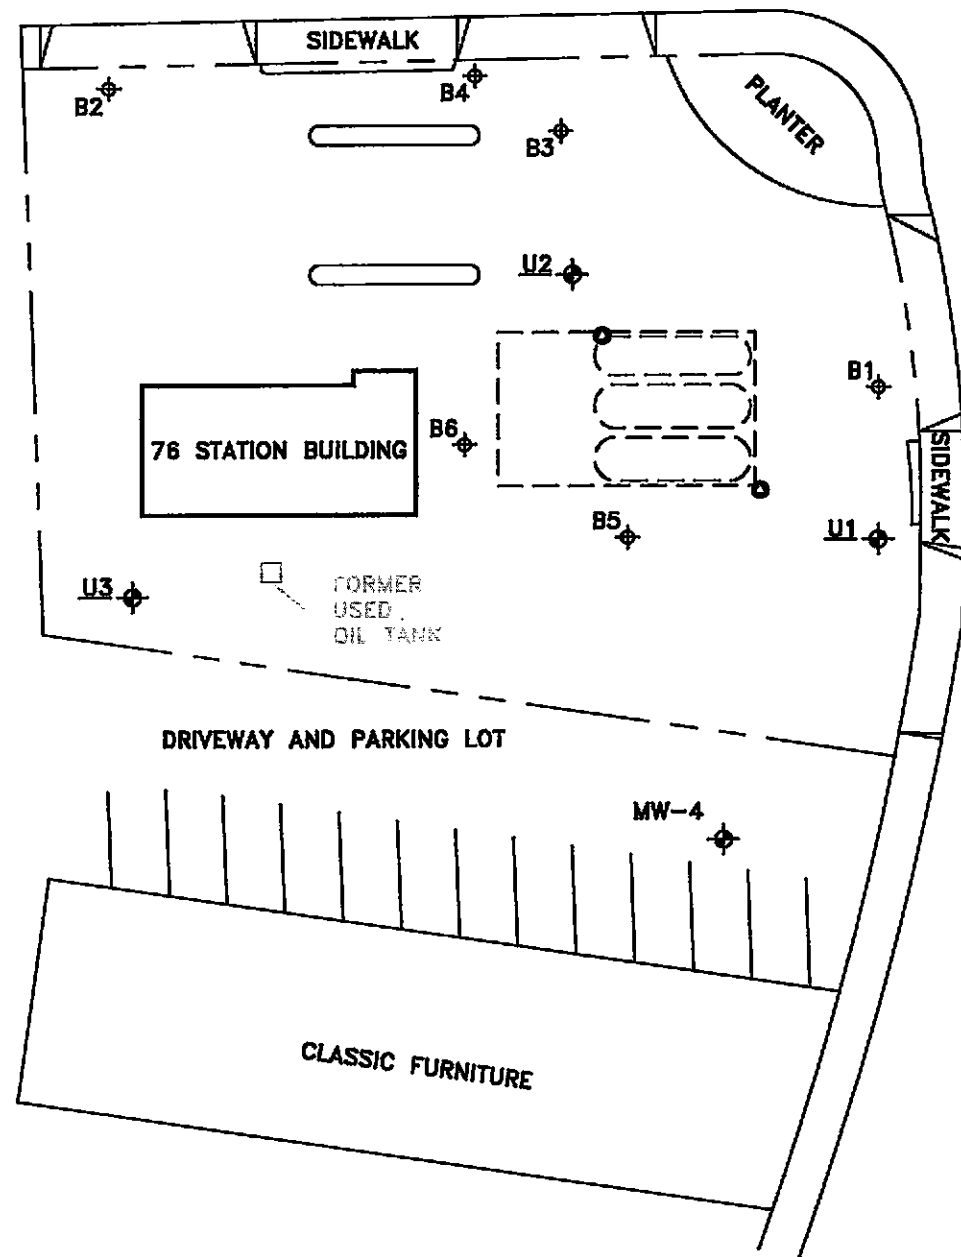 SIDEWALK
B2
B4
B3
PLANTER
U2
B1
B6
76 STATION BUILDING
SIDEWALK
B5
U1
U3
FORMER
USED
OIL TANK
DRIVEWAY AND PARKING LOT
MW-4
CLASSIC FURNITURE